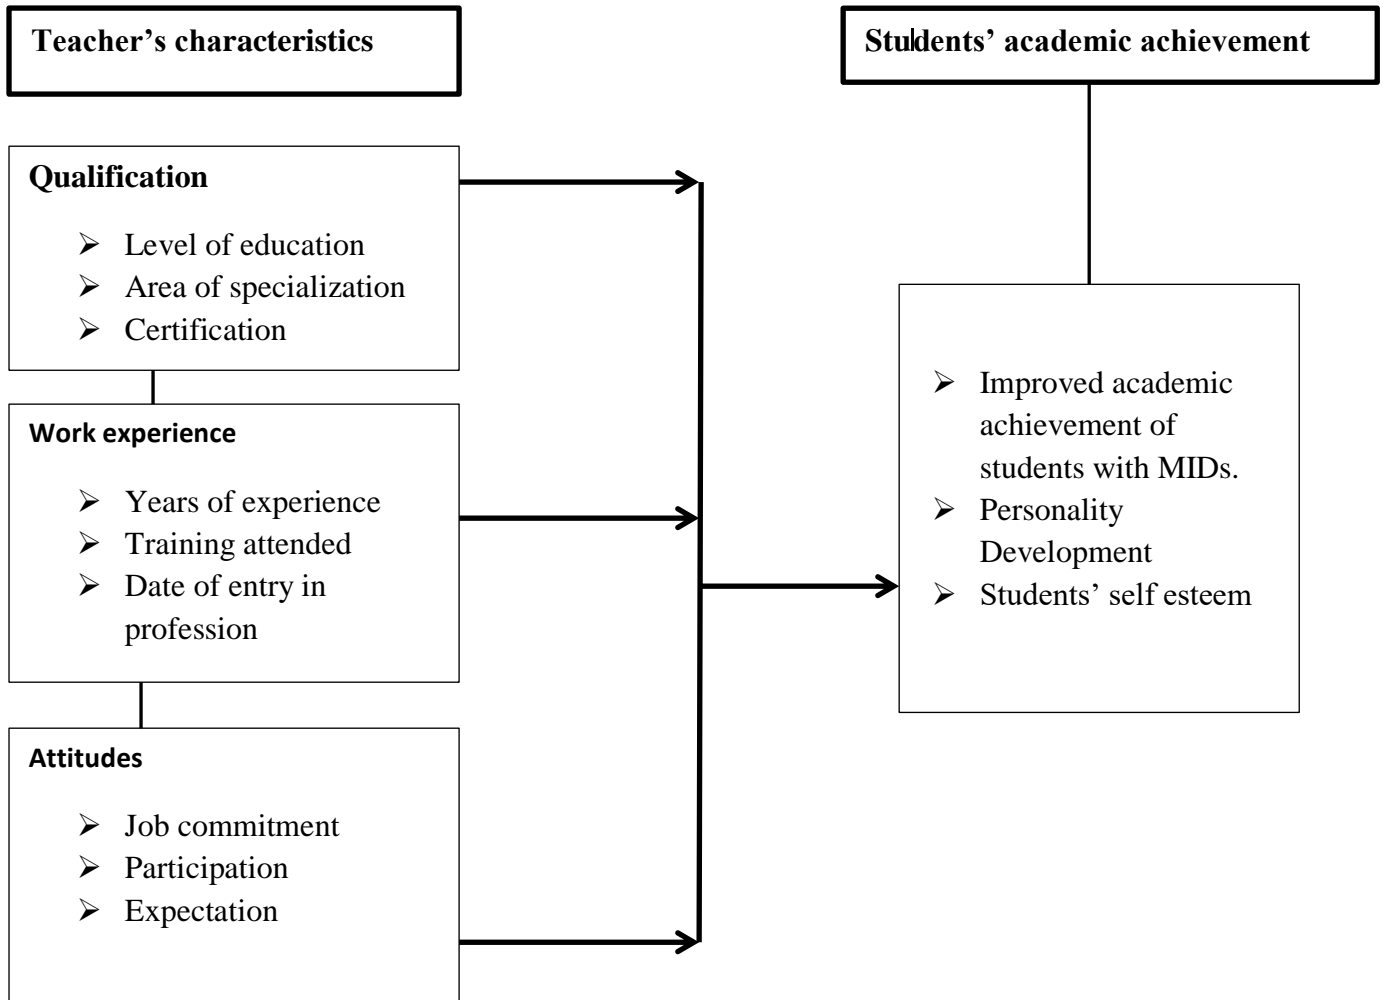 Teacher’s characteristics
Students’ academic achievement
Qualification
➢ Level of education
➢ Area of specialization
➢ Certification
Work experience
➢ Years of experience
➢ Training attended
➢ Date of entry in
profession
Attitudes
➢ Job commitment
➢ Participation
➢ Expectation
➢ Improved academic
achievement of
students with MIDs.
➢ Personality
Development
➢ Students’ self esteem